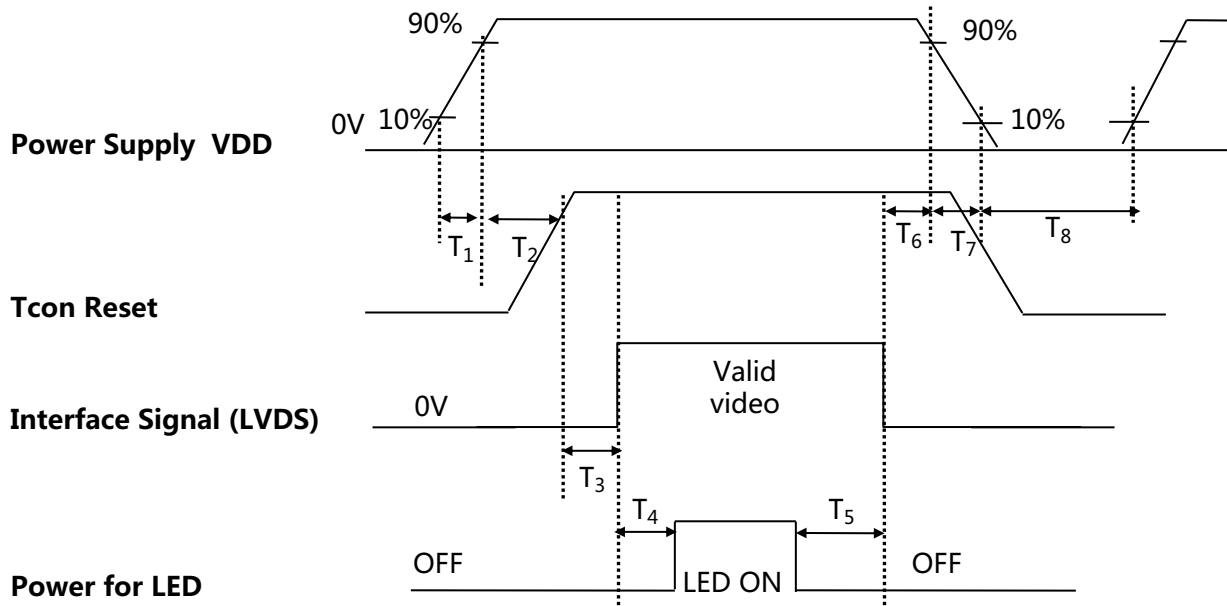 90%
90%
0V
10%
10%
Power Supply VDD
T1
T2
T6
T7
T8
Tcon Reset
Valid
video
0V
Interface Signal (LVDS)
T3
T4
T5
OFF
LED ON
OFF
Power for LED